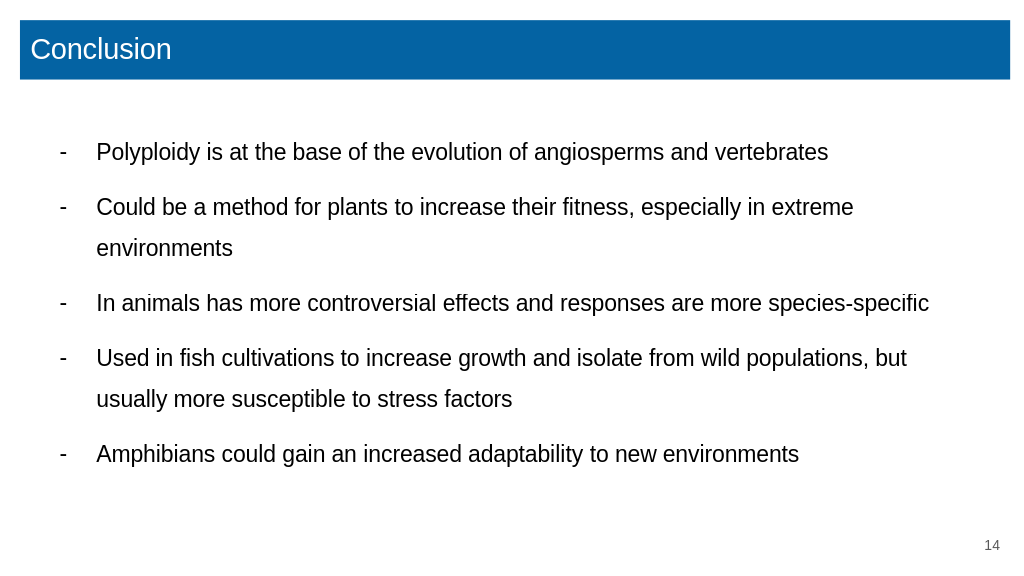 Conclusion
- Polyploidy is at the base of the evolution of angiosperms and vertebrates
- Could be a method for plants to increase their fitness, especially in extreme
environments
- In animals has more controversial effects and responses are more species-specific
- Used in fish cultivations to increase growth and isolate from wild populations, but
usually more susceptible to stress factors
- Amphibians could gain an increased adaptability to new environments
14